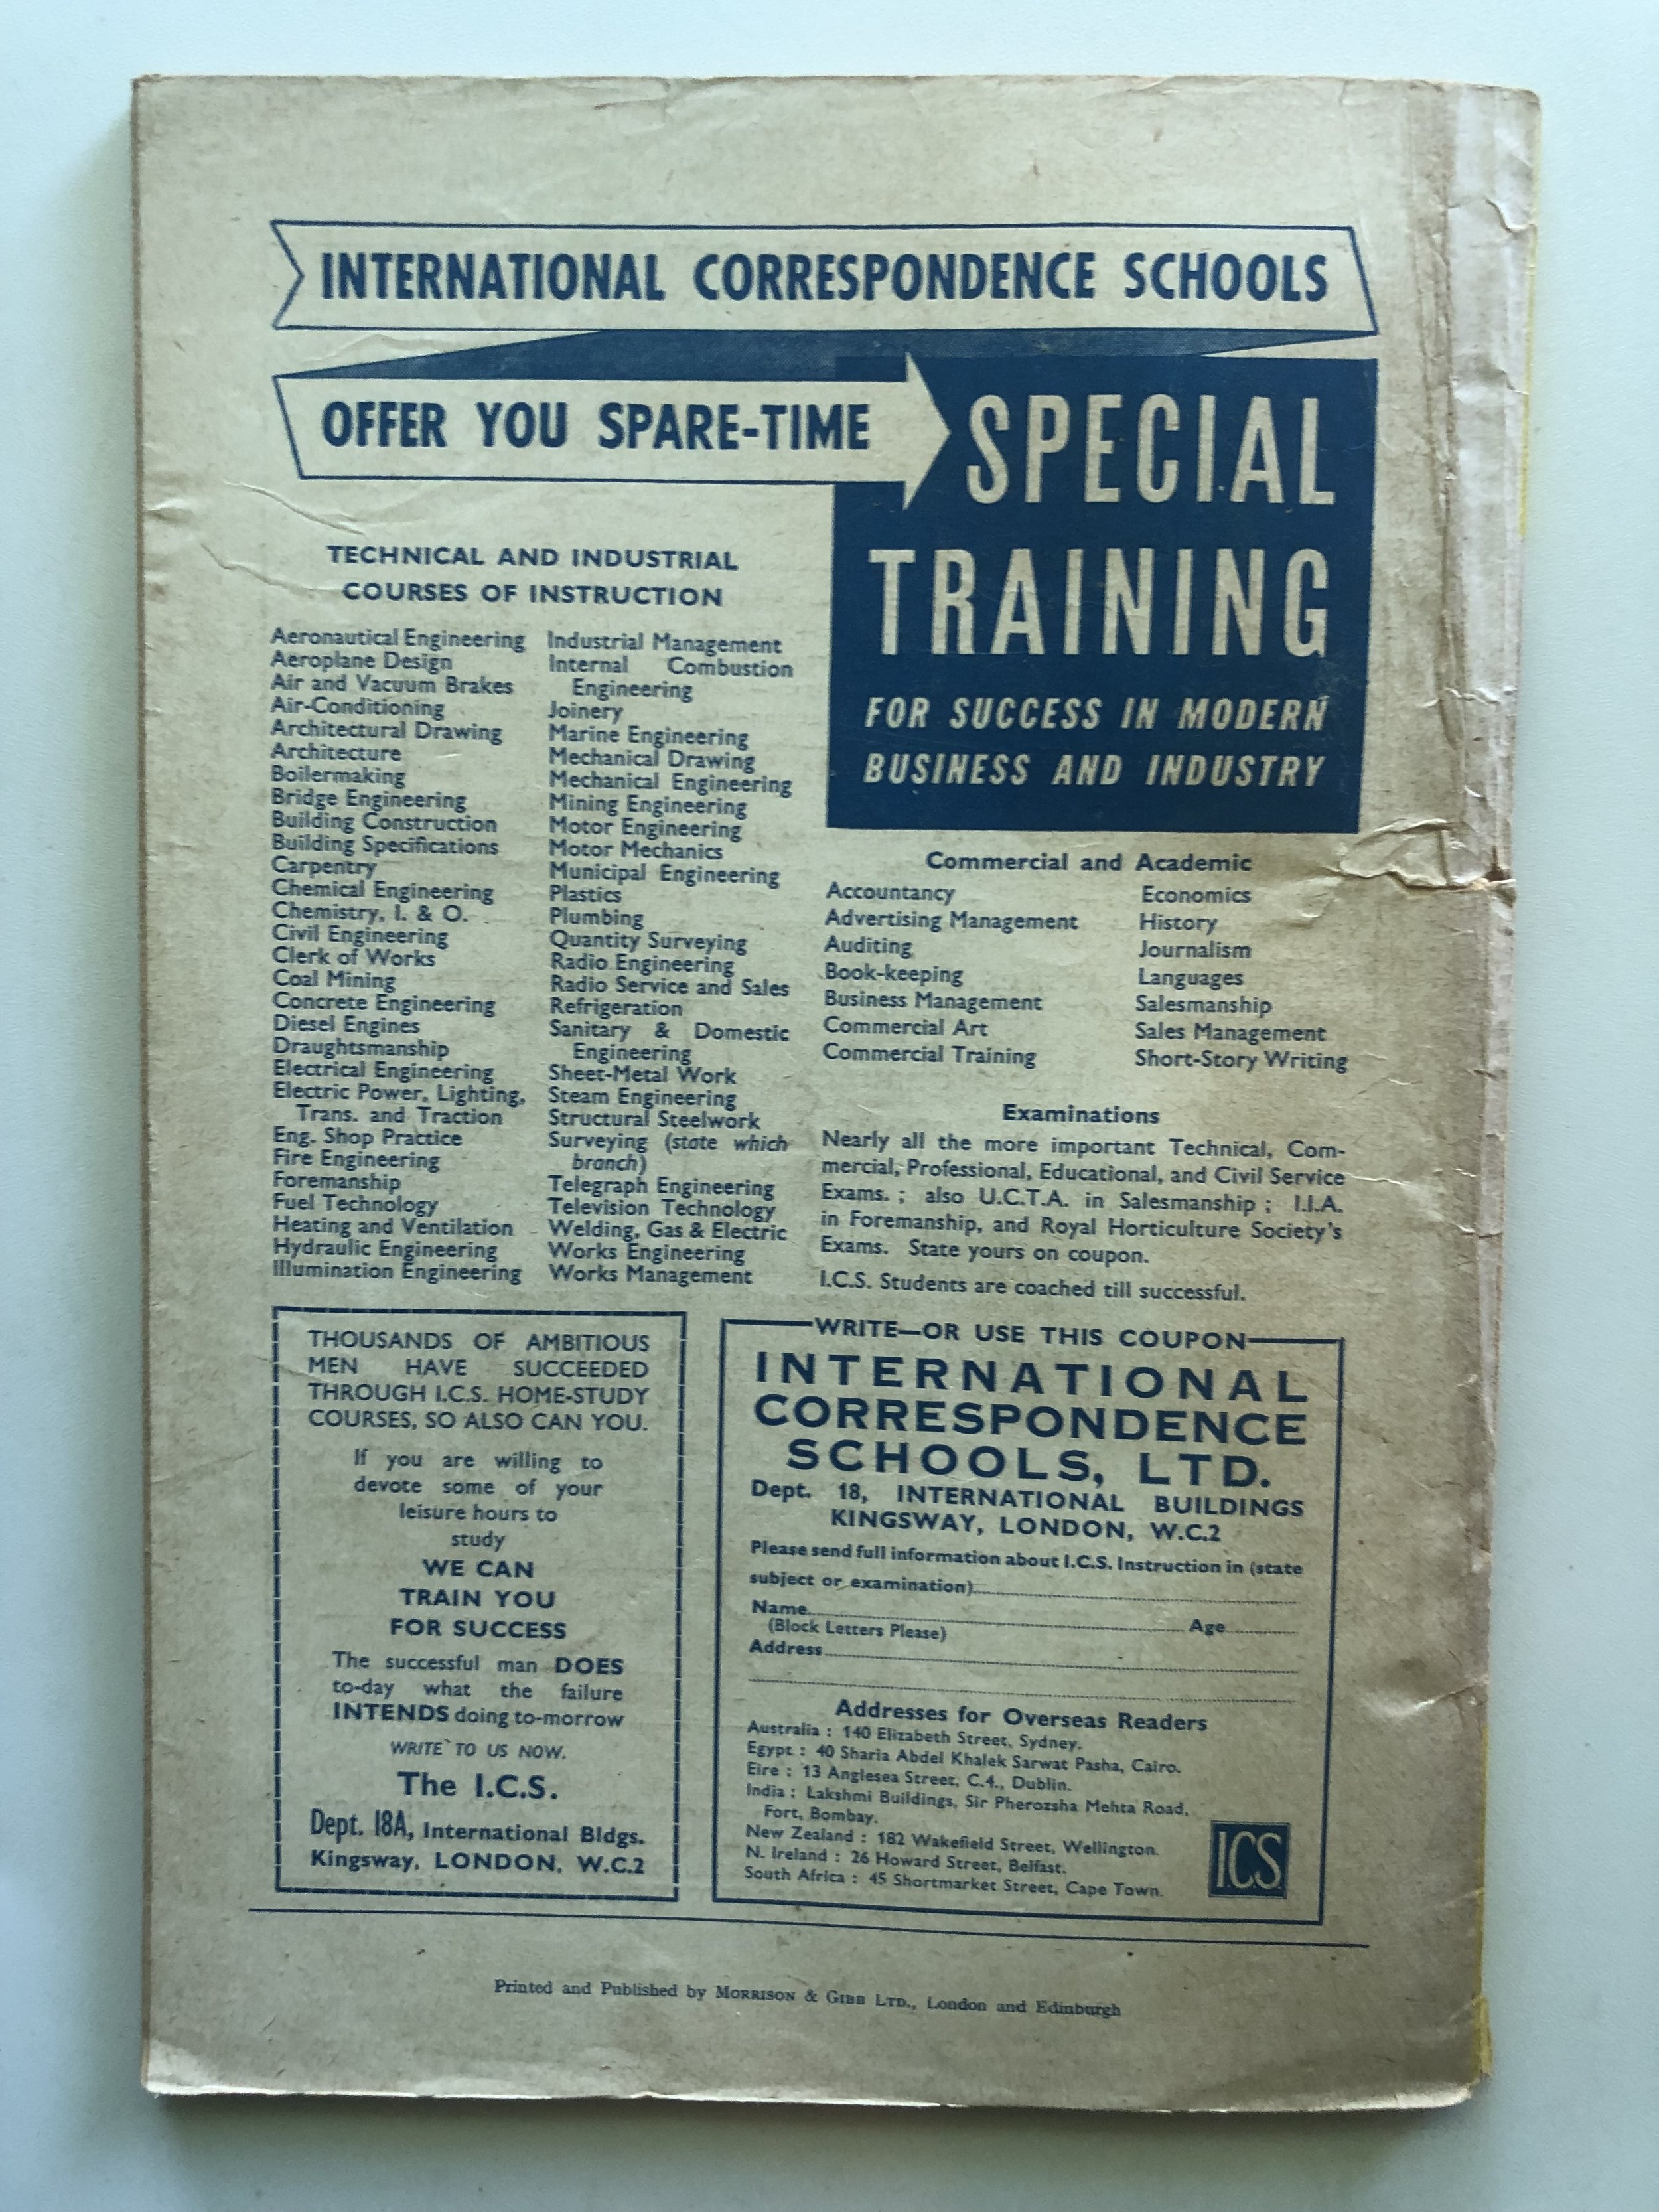 INTERNATIONAL CORRESPONDENCE SCHOOLS
OFFER YOU SPARE-TIME
SPECIAL
TRAINING
FOR SUCCESS IN MODERN
BUSINESS AND INDUSTRY
TECHNICAL AND INDUSTRIAL
COURSES OF INSTRUCTION
Aeronautical Engineering
Aeroplane Design
Air and Vacuum Brakes
Air-Conditioning
Architectural Drawing
Architecture
Boilermaking
Bridge Engineering
Building Construction
Building Specifications
Carpentry
Chemical Engineering
Chemistry, I. & O.
Civil Engineering
Clerk of Works
Coal Mining
Concrete Engineering
Diesel Engines
Draughtsmanship
Electrical Engineering
Electric Power, Lighting,
Trans. and Traction
Eng. Shop Practice
Fire Engineering
Foremanship
Fuel Technology
Heating and Ventilation
Hydraulic Engineering
Illumination Engineering
Industrial Management
Internal Combustion
Engineering
Joinery
Marine Engineering
Mechanical Drawing
Mechanical Engineering
Mining Engineering
Motor Engineering
Motor Mechanics
Municipal Engineering
Plastics
Plumbing
Quantity Surveying
Radio Engineering
Radio Service and Sales
Refrigeration
Sanitary & Domestic
Engineering
Sheet-Metal Work
Steam Engineering
Structural Steelwork
Surveying (state which
branch)
Telegraph Engineering
Television Technology
Welding, Gas & Electric
Works Engineering
Works Management
Commercial and Academic
Accountancy
Advertising Management
Auditing
Book-keeping
Business Management
Commercial Art
Commercial Training
Economics
History
Journalism
Languages
Salesmanship
Sales Management
Short-Story Writing
Examinations
Nearly all the more important Technical, Com-
mercial, Professional, Educational, and Civil Service
Exams. ; also U.C.T.A. in Salesmanship ; I.I.A.
in Foremanship, and Royal Horticulture Society's
Exams. State yours on coupon.
I.C.S. Students are coached till successful.
THOUSANDS OF AMBITIOUS
MEN HAVE SUCCEEDED
THROUGH I.C.S. HOME-STUDY
COURSES, SO ALSO CAN YOU.
If you are willing to
devote some of your
leisure hours to
study
WE CAN
TRAIN YOU
FOR SUCCESS
The successful man DOES
to-day what the failure
INTENDS doing to-morrow
WRITE TO US NOW.
The I.C.S.
Dept. 18A, International Bldgs.
Kingsway, LONDON, W.C.2
WRITE—OR USE THIS COUPON
INTERNATIONAL
CORRESPONDENCE
SCHOOLS, LTD.
Dept. 18, INTERNATIONAL BUILDINGS
KINGSWAY, LONDON, W.C.2
Please send full information about I.C.S. Instruction in (state
subject or examination)
Name Age
(Block Letters Please)
Address
Addresses for Overseas Readers
Australia : 140 Elizabeth Street, Sydney.
Egypt : 40 Sharia Abdel Khalek Sarwat Pasha, Cairo.
Eire : 13 Anglesea Street, C.4., Dublin.
India : Lakshmi Buildings, Sir Pherozsha Mehta Road,
Fort, Bombay.
New Zealand : 182 Wakefield Street, Wellington.
N. Ireland : 26 Howard Street, Belfast.
South Africa : 45 Shortmarket Street, Cape Town.
ICS
Printed and Published by MORRISON & GIBB LTD., London and Edinburgh